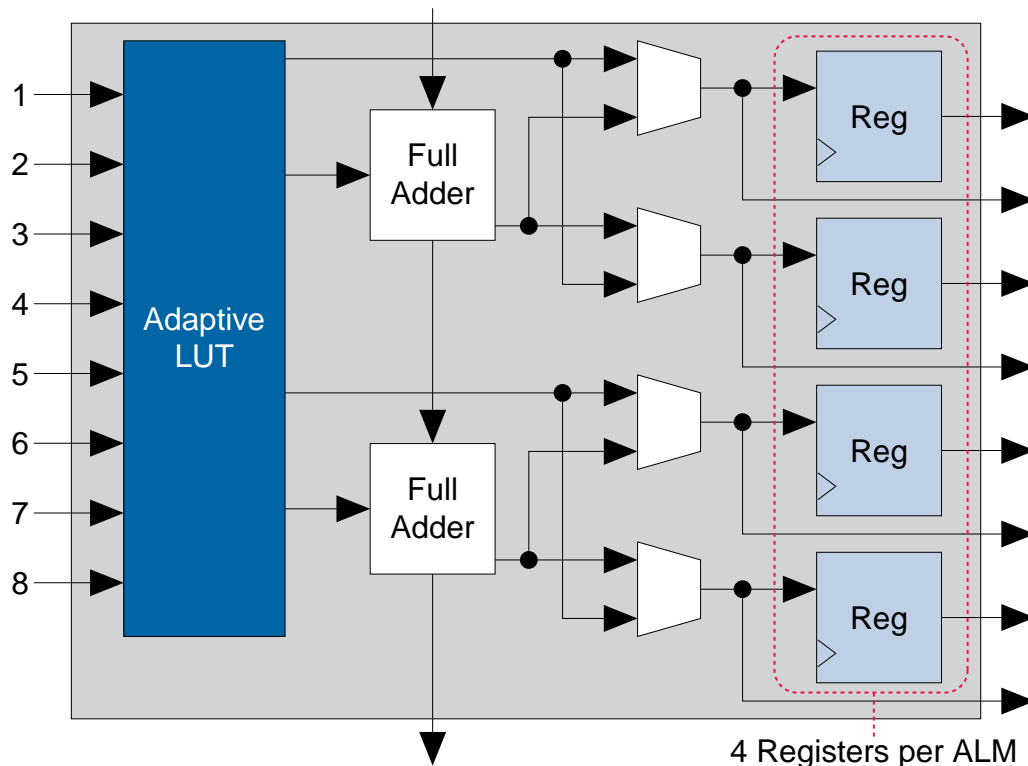 1
2
3
4
5
6
7
8
Adaptive
LUT
Full
Adder
Full
Adder
Reg
Reg
Reg
Reg
4 Registers per ALM